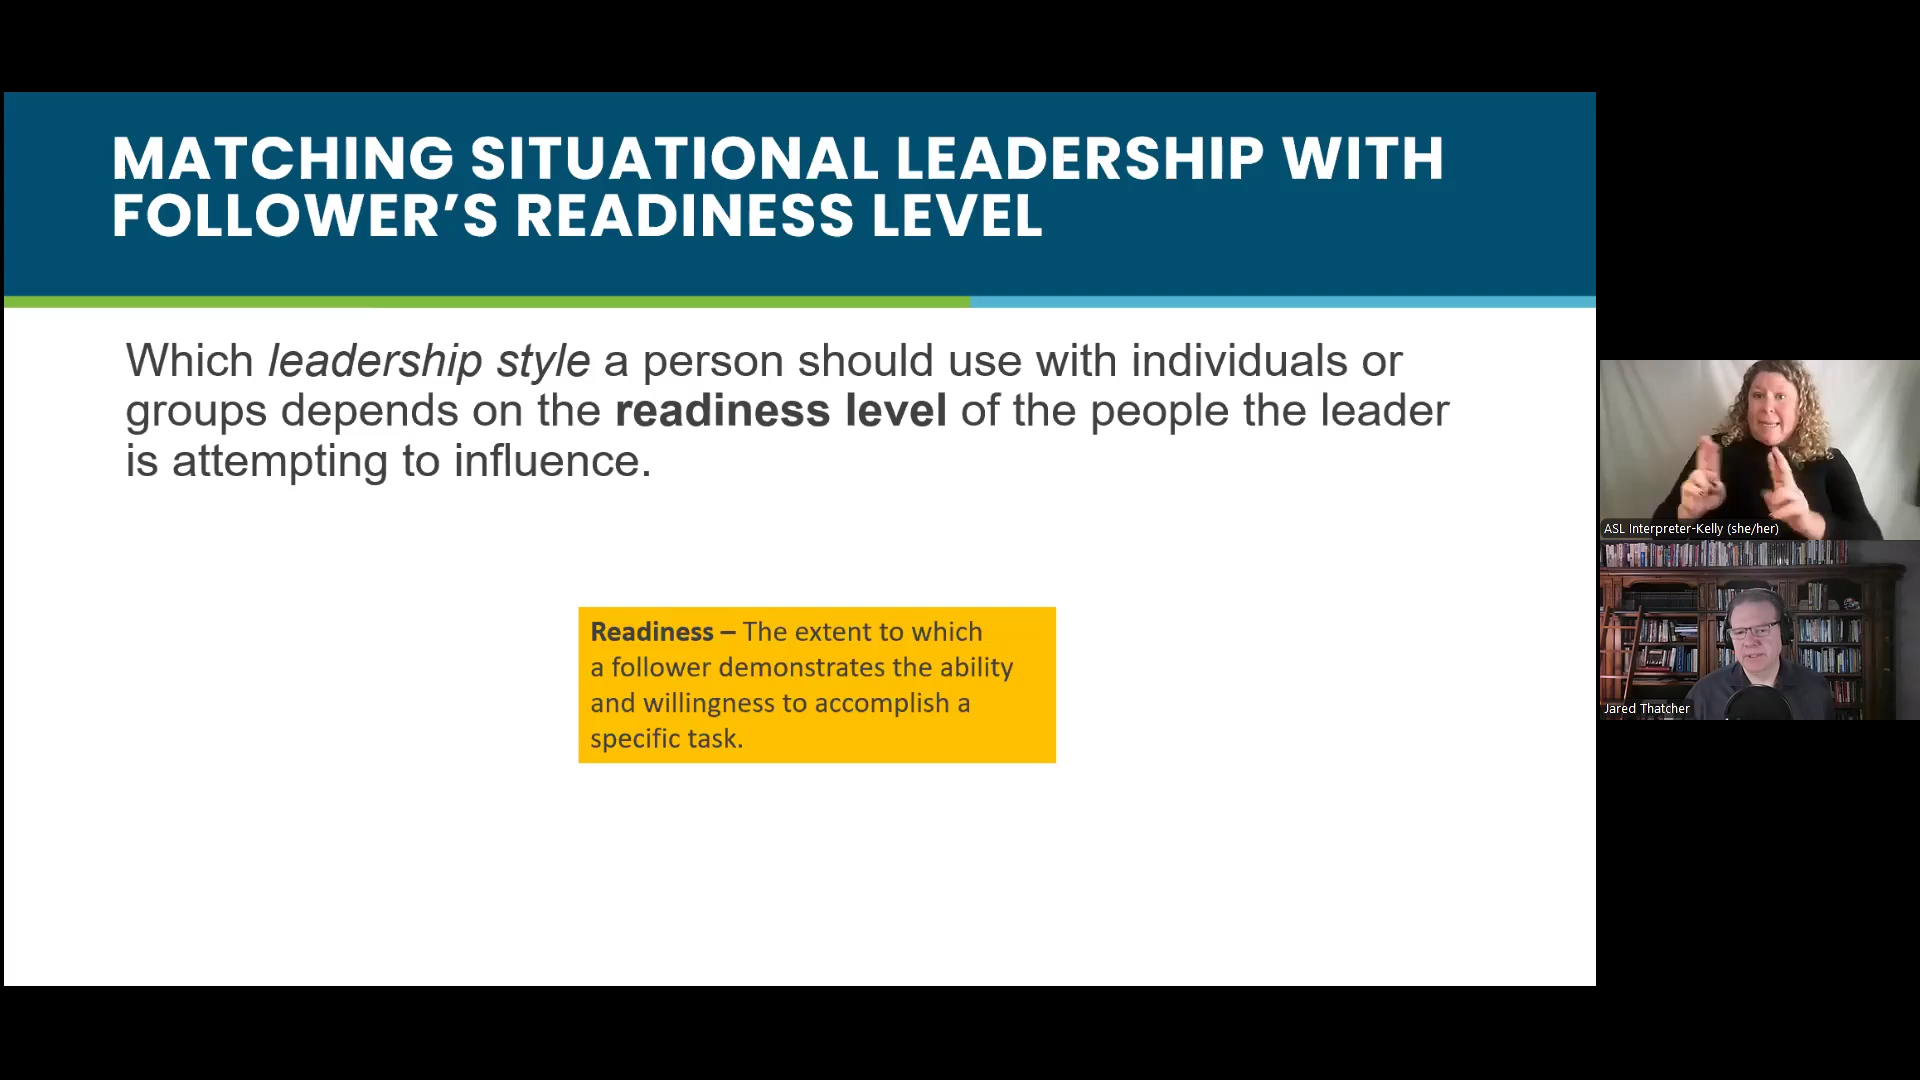 MATCHING SITUATIONAL LEADERSHIP WITH
FOLLOWER’S READINESS LEVEL
Which leadership style a person should use with individuals or
groups depends on the readiness level of the people the leader
is attempting to influence.
Readiness – The extent to which
a follower demonstrates the ability
and willingness to accomplish a
specific task.
ASL Interpreter-Kelly (she/her)
Jared Thatcher